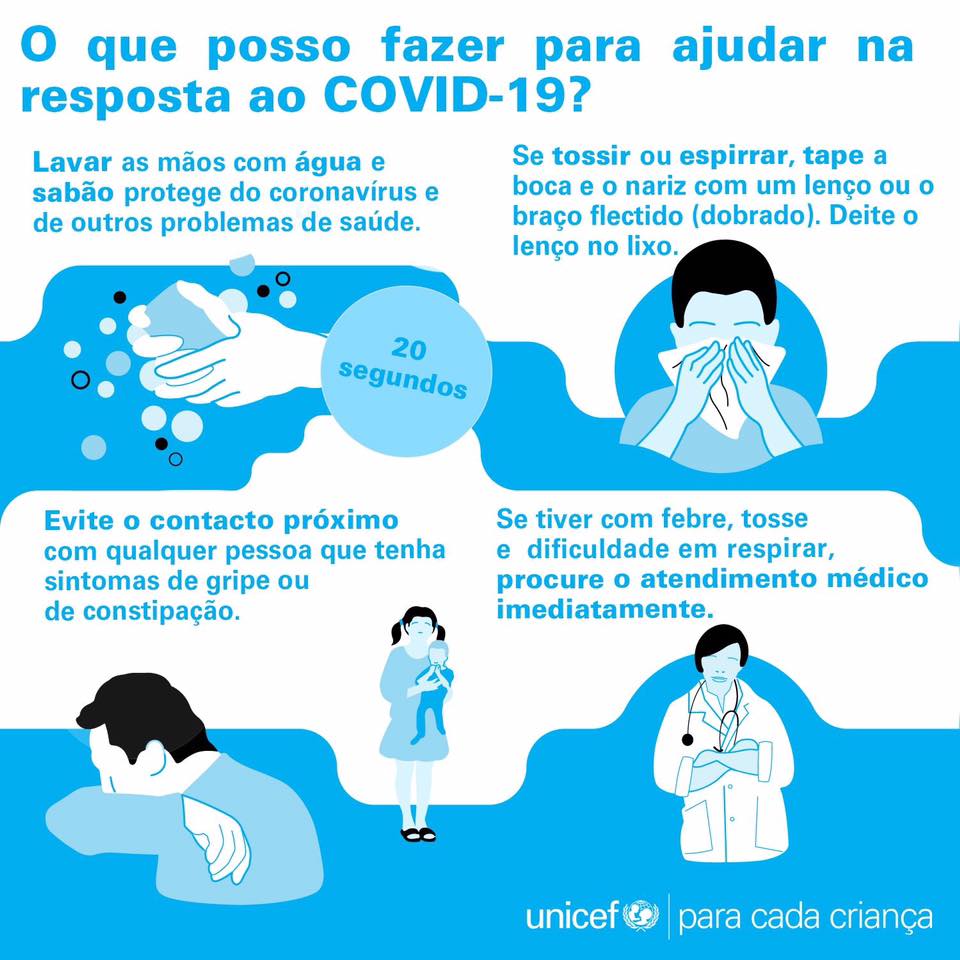 O que posso fazer para ajudar na
resposta ao COVID-19?
Lavar as mãos com água e
sabão protege do coronavírus e
de outros problemas de saúde.
Se tossir ou espirrar, tape a
boca e o nariz com um lenço ou o
braço flectido (dobrado). Deite o
lenço no lixo.
20
segundos
Evite o contacto próximo
com qualquer pessoa que tenha
sintomas de gripe ou
de constipação.
Se tiver com febre, tosse
e dificuldade em respirar,
procure o atendimento médico
imediatamente.
unicef para cada criança